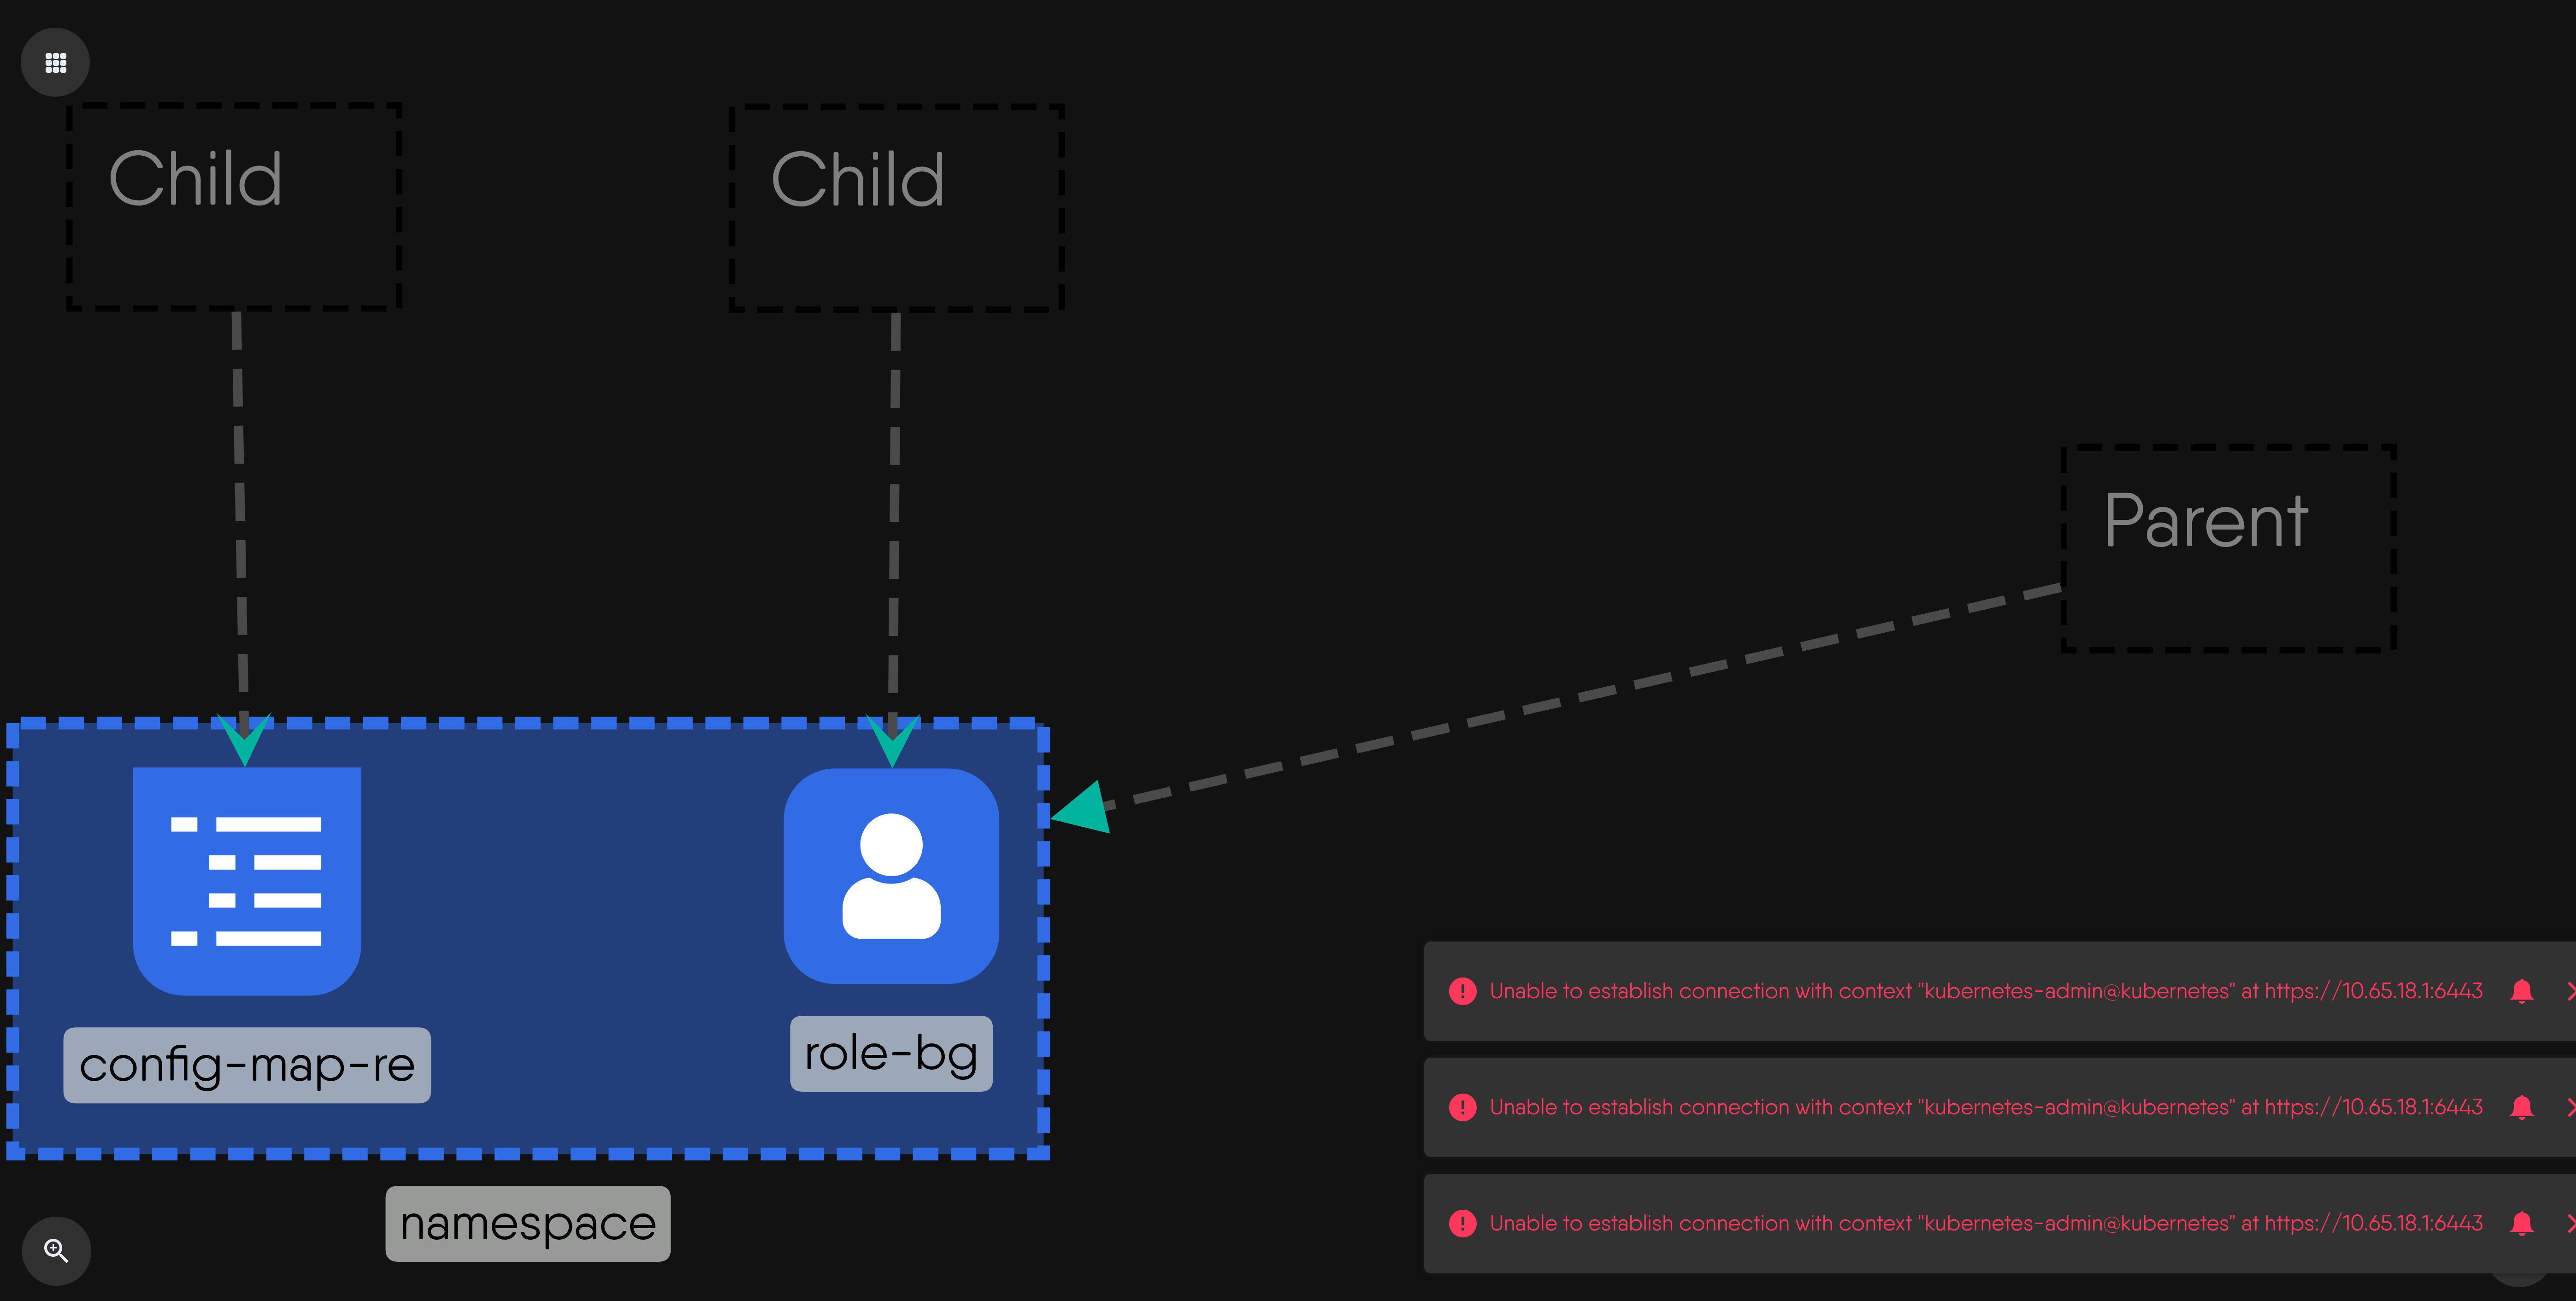 Child
Child
Parent
config-map-re
role-bg
namespace
Unable to establish connection with context "kubernetes-admin@kubernetes" at https://10.65.18.1:6443
Unable to establish connection with context "kubernetes-admin@kubernetes" at https://10.65.18.1:6443
Unable to establish connection with context "kubernetes-admin@kubernetes" at https://10.65.18.1:6443